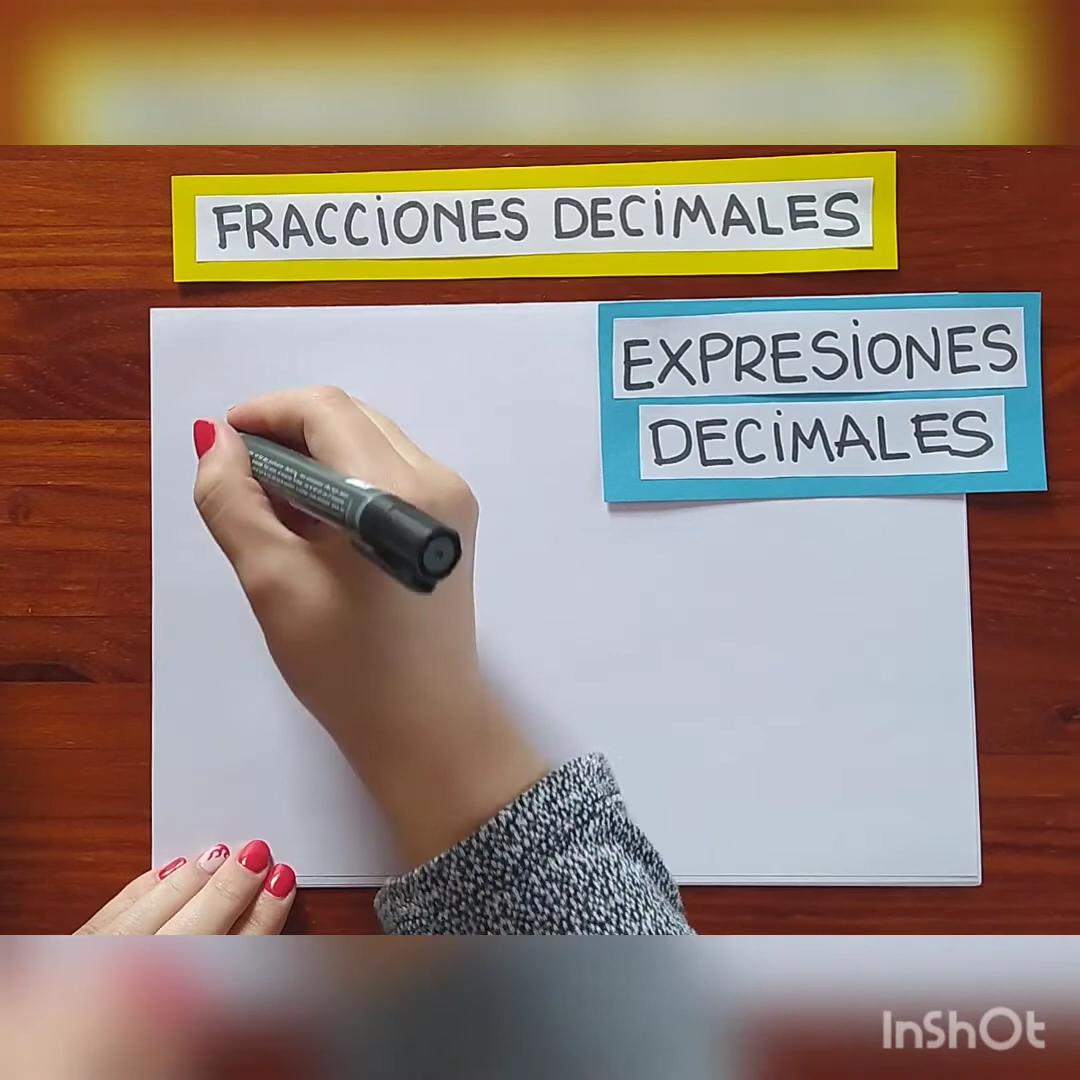 FRACCIONES DECIMALES
EXPRESIONES
DECIMALES
InShOt